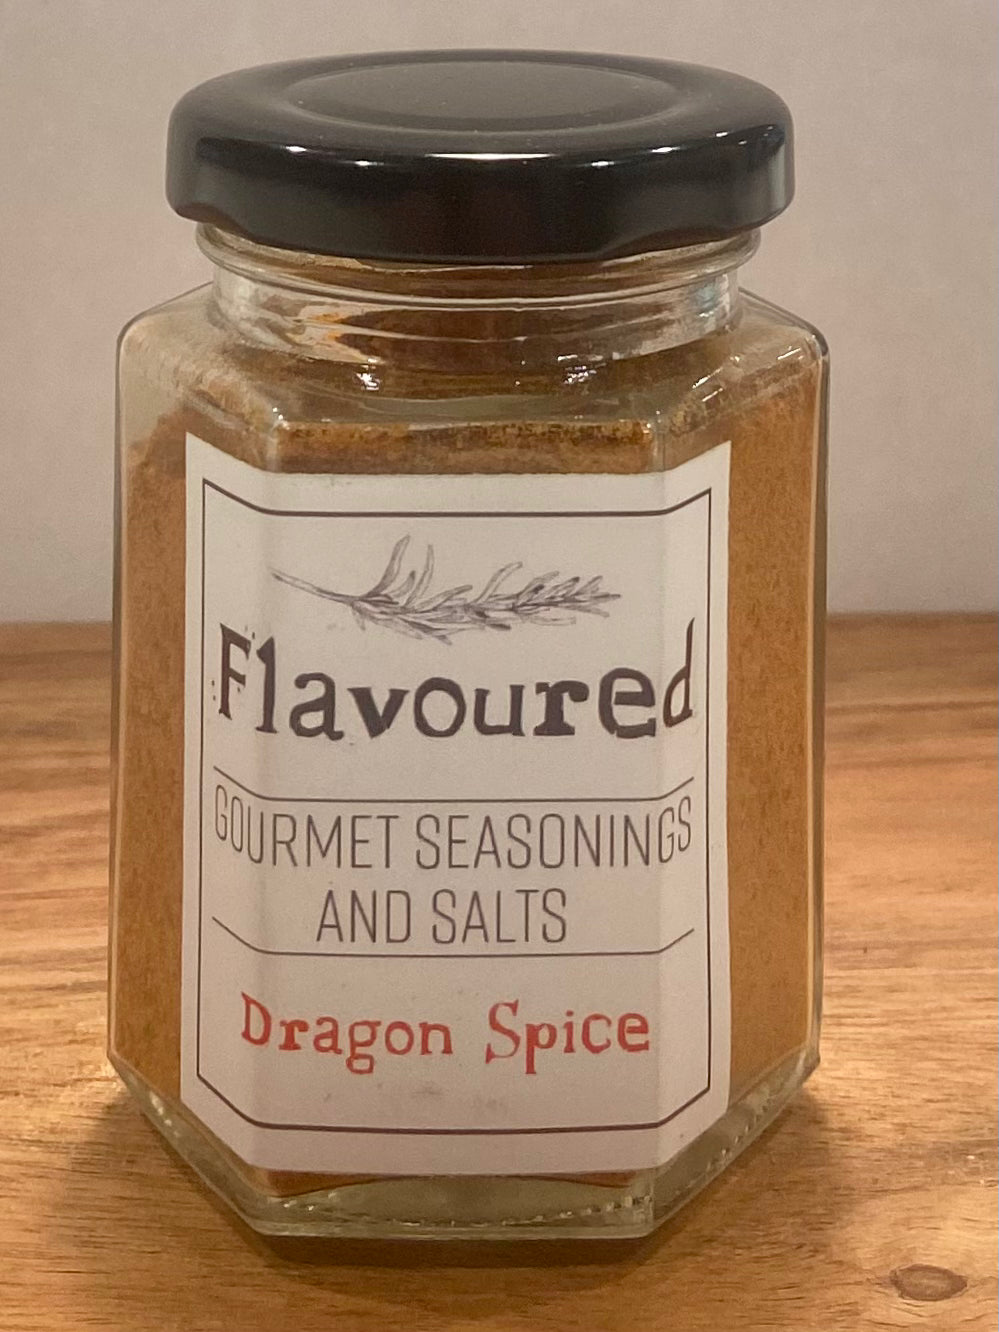 Flavoured
GOURMET SEASONINGS
AND SALTS
Dragon Spice